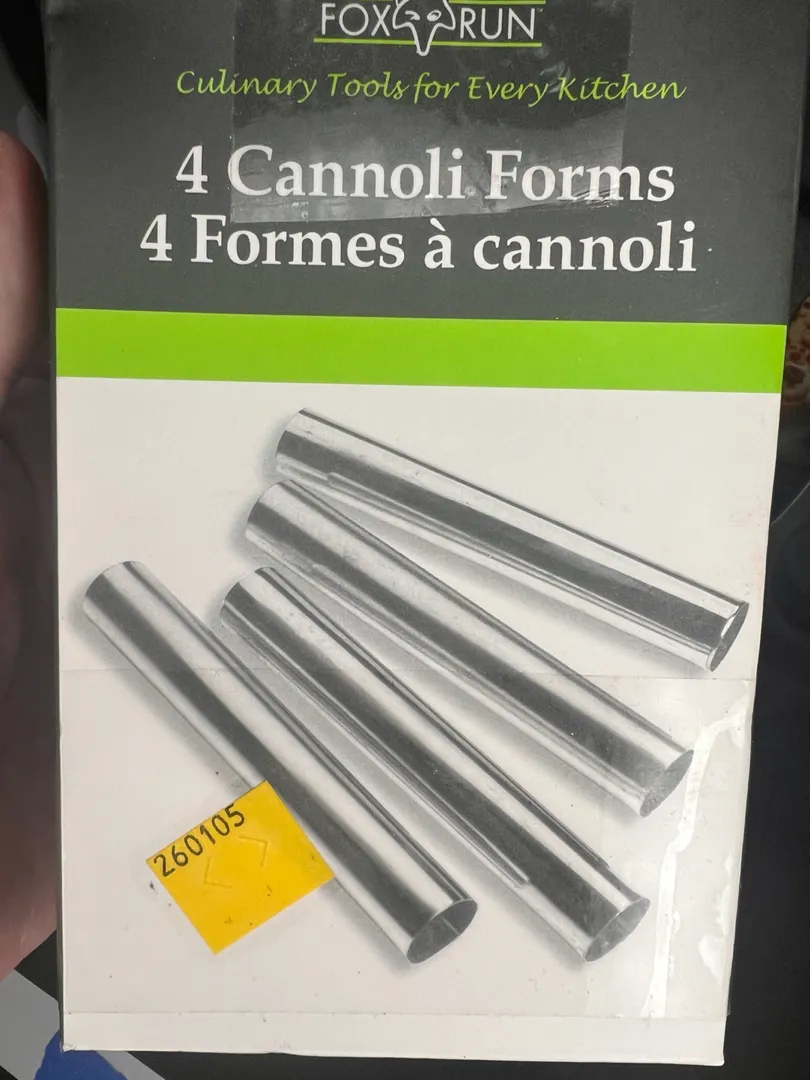 FOX RUN
Culinary Tools for Every Kitchen
4 Cannoli Forms
4 Formes à cannoli
260105